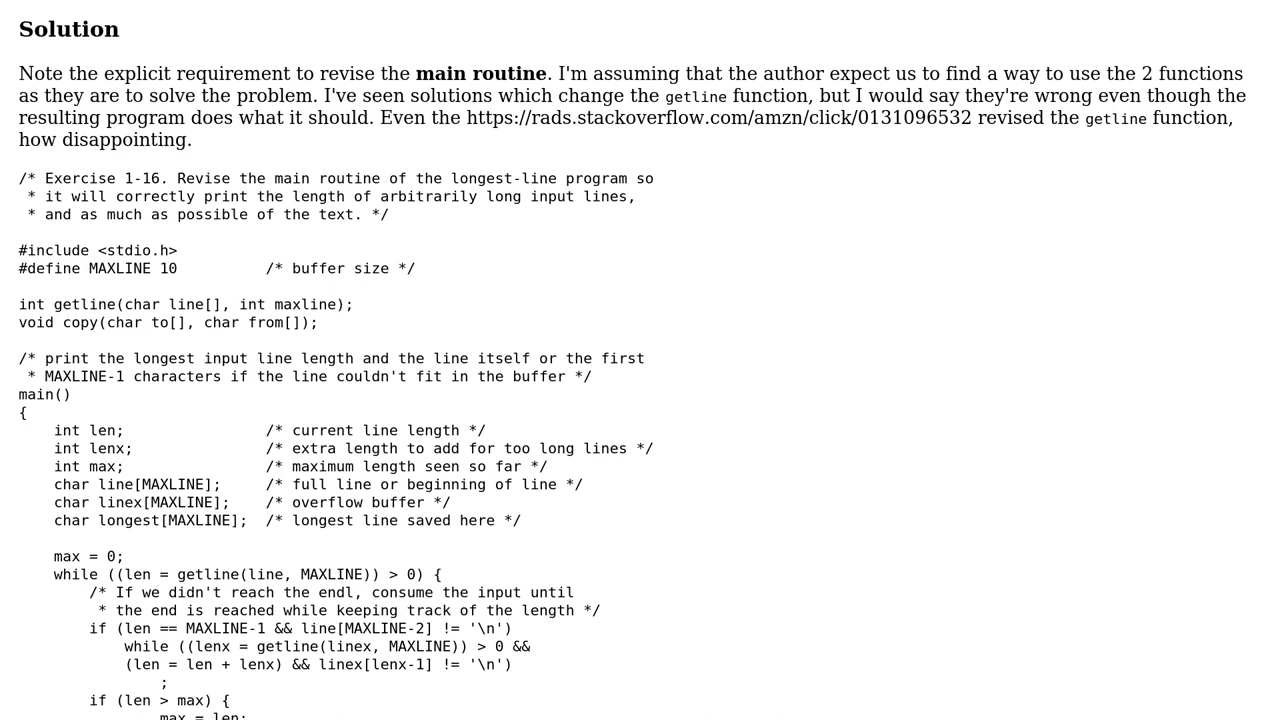 Solution
Note the explicit requirement to revise the main routine. I'm assuming that the author expect us to find a way to use the 2 functions
as they are to solve the problem. I've seen solutions which change the getline function, but I would say they're wrong even though the
resulting program does what it should. Even the https://rads.stackoverflow.com/amzn/click/0131096532 revised the getline function,
how disappointing.
/* Exercise 1-16. Revise the main routine of the longest-line program so
 * it will correctly print the length of arbitrarily long input lines,
 * and as much as possible of the text. */
#include <stdio.h>
#define MAXLINE 10          /* buffer size */
int getline(char line[], int maxline);
void copy(char to[], char from[]);
/* print the longest input line length and the line itself or the first
 * MAXLINE-1 characters if the line couldn't fit in the buffer */
main()
{
    int len;                /* current line length */
    int lenx;               /* extra length to add for too long lines */
    int max;                /* maximum length seen so far */
    char line[MAXLINE];     /* full line or beginning of line */
    char linex[MAXLINE];    /* overflow buffer */
    char longest[MAXLINE];  /* longest line saved here */
    max = 0;
    while ((len = getline(line, MAXLINE)) > 0) {
        /* If we didn't reach the endl, consume the input until
         * the end is reached while keeping track of the length */
        if (len == MAXLINE-1 && line[MAXLINE-2] != '\n')
            while ((lenx = getline(linex, MAXLINE)) > 0 &&
            (len = len + lenx) && linex[lenx-1] != '\n')
                ;
        if (len > max) {
                max = len;